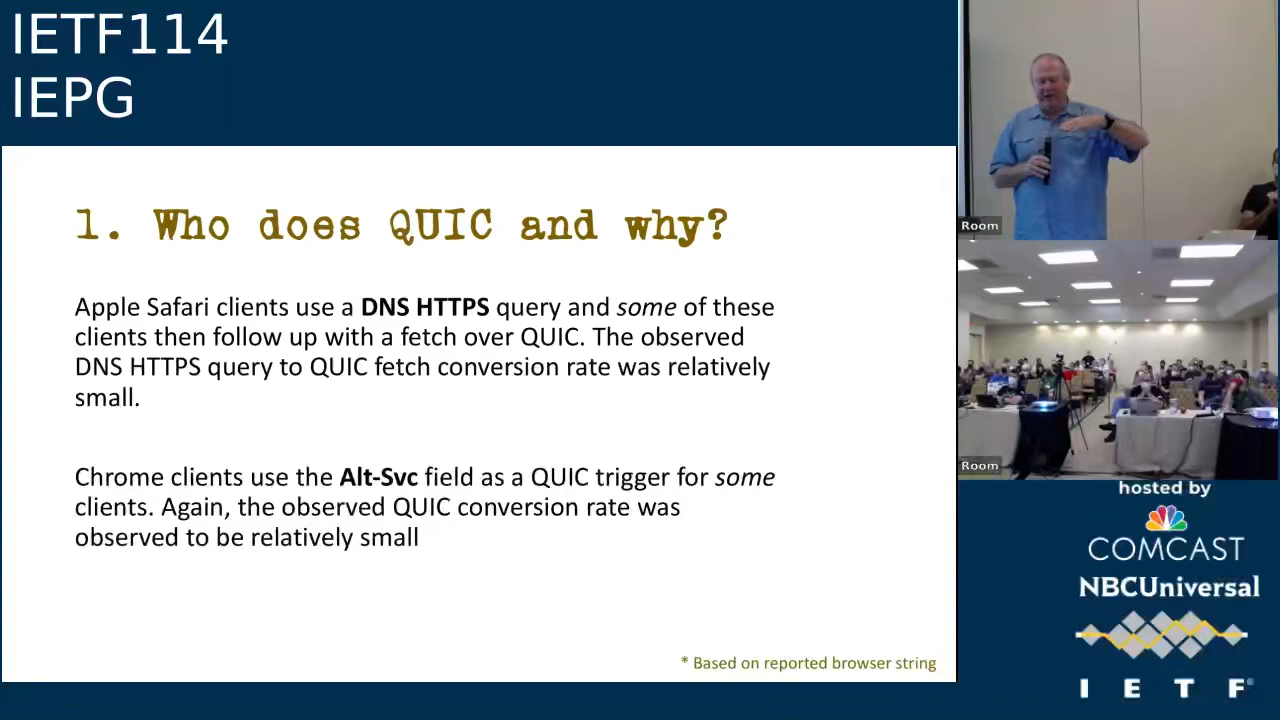 IETF114
IEPG
1. Who does QUIC and why?
Apple Safari clients use a DNS HTTPS query and some of these
clients then follow up with a fetch over QUIC. The observed
DNS HTTPS query to QUIC fetch conversion rate was relatively
small.
Chrome clients use the Alt-Svc field as a QUIC trigger for some
clients. Again, the observed QUIC conversion rate was
observed to be relatively small
* Based on reported browser string
Room
Room
hosted by
COMCAST
NBCUniversal
I E T F®